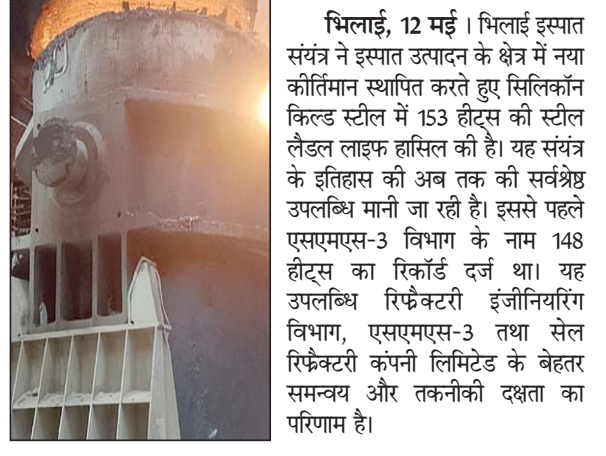 भिलाई, 12 मई । भिलाई इस्पात
संयंत्र ने इस्पात उत्पादन के क्षेत्र में नया
कीर्तिमान स्थापित करते हुए सिलिकॉन
किल्ड स्टील में 153 हीट्स की स्टील
लैडल लाइफ हासिल की है। यह संयंत्र
के इतिहास की अब तक की सर्वश्रेष्ठ
उपलब्धि मानी जा रही है। इससे पहले
एसएमएस-3 विभाग के नाम 148
हीट्स का रिकॉर्ड दर्ज था। यह
उपलब्धि रिफ्रैक्टरी इंजीनियरिंग
विभाग, एसएमएस-3 तथा सेल
रिफ्रैक्टरी कंपनी लिमिटेड के बेहतर
समन्वय और तकनीकी दक्षता का
परिणाम है।